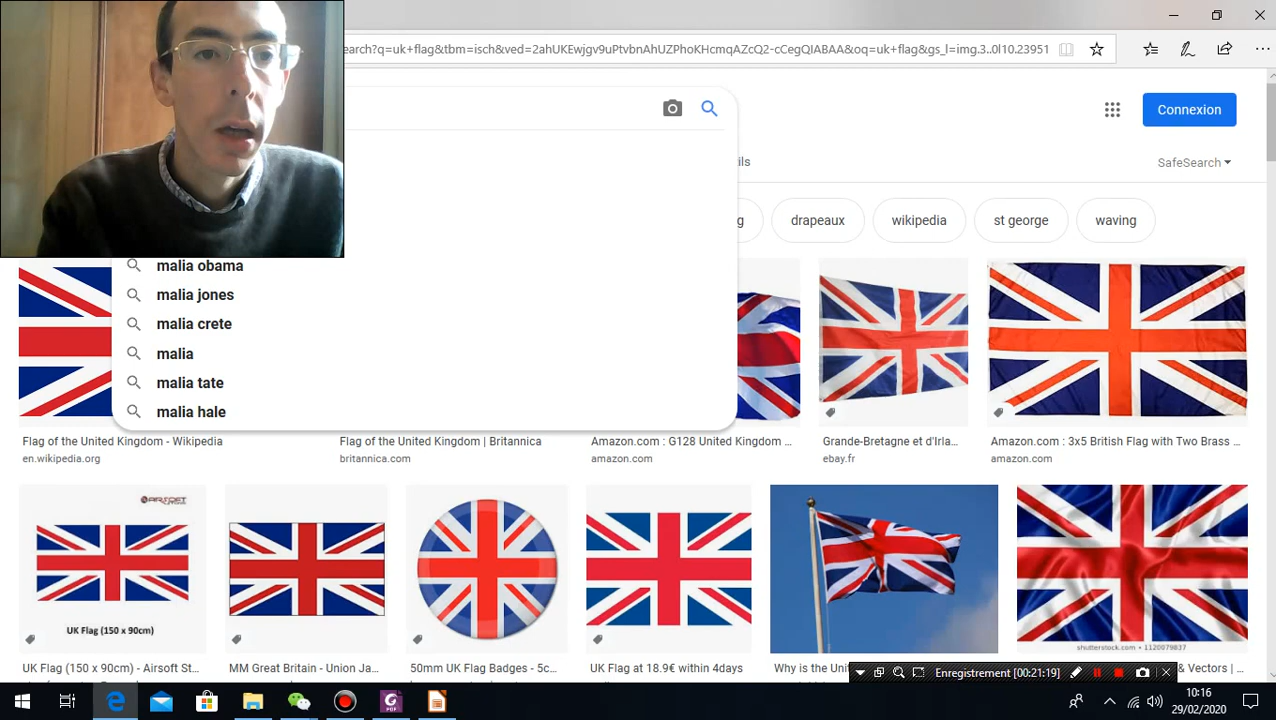 search?q=uk+flag&tbm=isch&ved=2ahUKEwjgv9uPtvbnAhUZPhoKHcmqAZcQ2-cCegQIABAA&oq=uk+flag&gs_l=img.3..0l10.23951
Connexion
ils
SafeSearch
g
drapeaux
wikipedia
st george
waving
malia obama
malia jones
malia crete
malia
malia tate
malia hale
Flag of the United Kingdom - Wikipedia
en.wikipedia.org
Flag of the United Kingdom | Britannica
britannica.com
Amazon.com : G128 United Kingdom ...
amazon.com
Grande-Bretagne et d'Irla...
ebay.fr
Amazon.com : 3x5 British Flag with Two Brass ...
amazon.com
AIRSOFT
UK Flag (150 x 90cm)
shutterstock.com • 1120079837
UK Flag (150 x 90cm) - Airsoft St...
MM Great Britain - Union Ja...
50mm UK Flag Badges - 5c...
UK Flag at 18.9€ within 4days
Why is the Uni
& Vectors | ...
Enregistrement (00:21:19)
PDF
10:16
29/02/2020